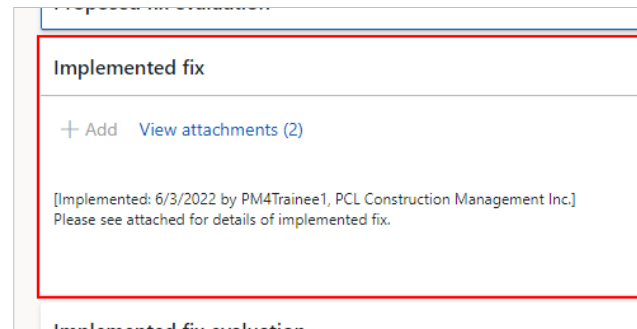 Proposed fix evaluation
Implemented fix
+ Add View attachments (2)
[Implemented: 6/3/2022 by PM4Trainee1, PCL Construction Management Inc.]
Please see attached for details of implemented fix.
Implemented fix evaluation